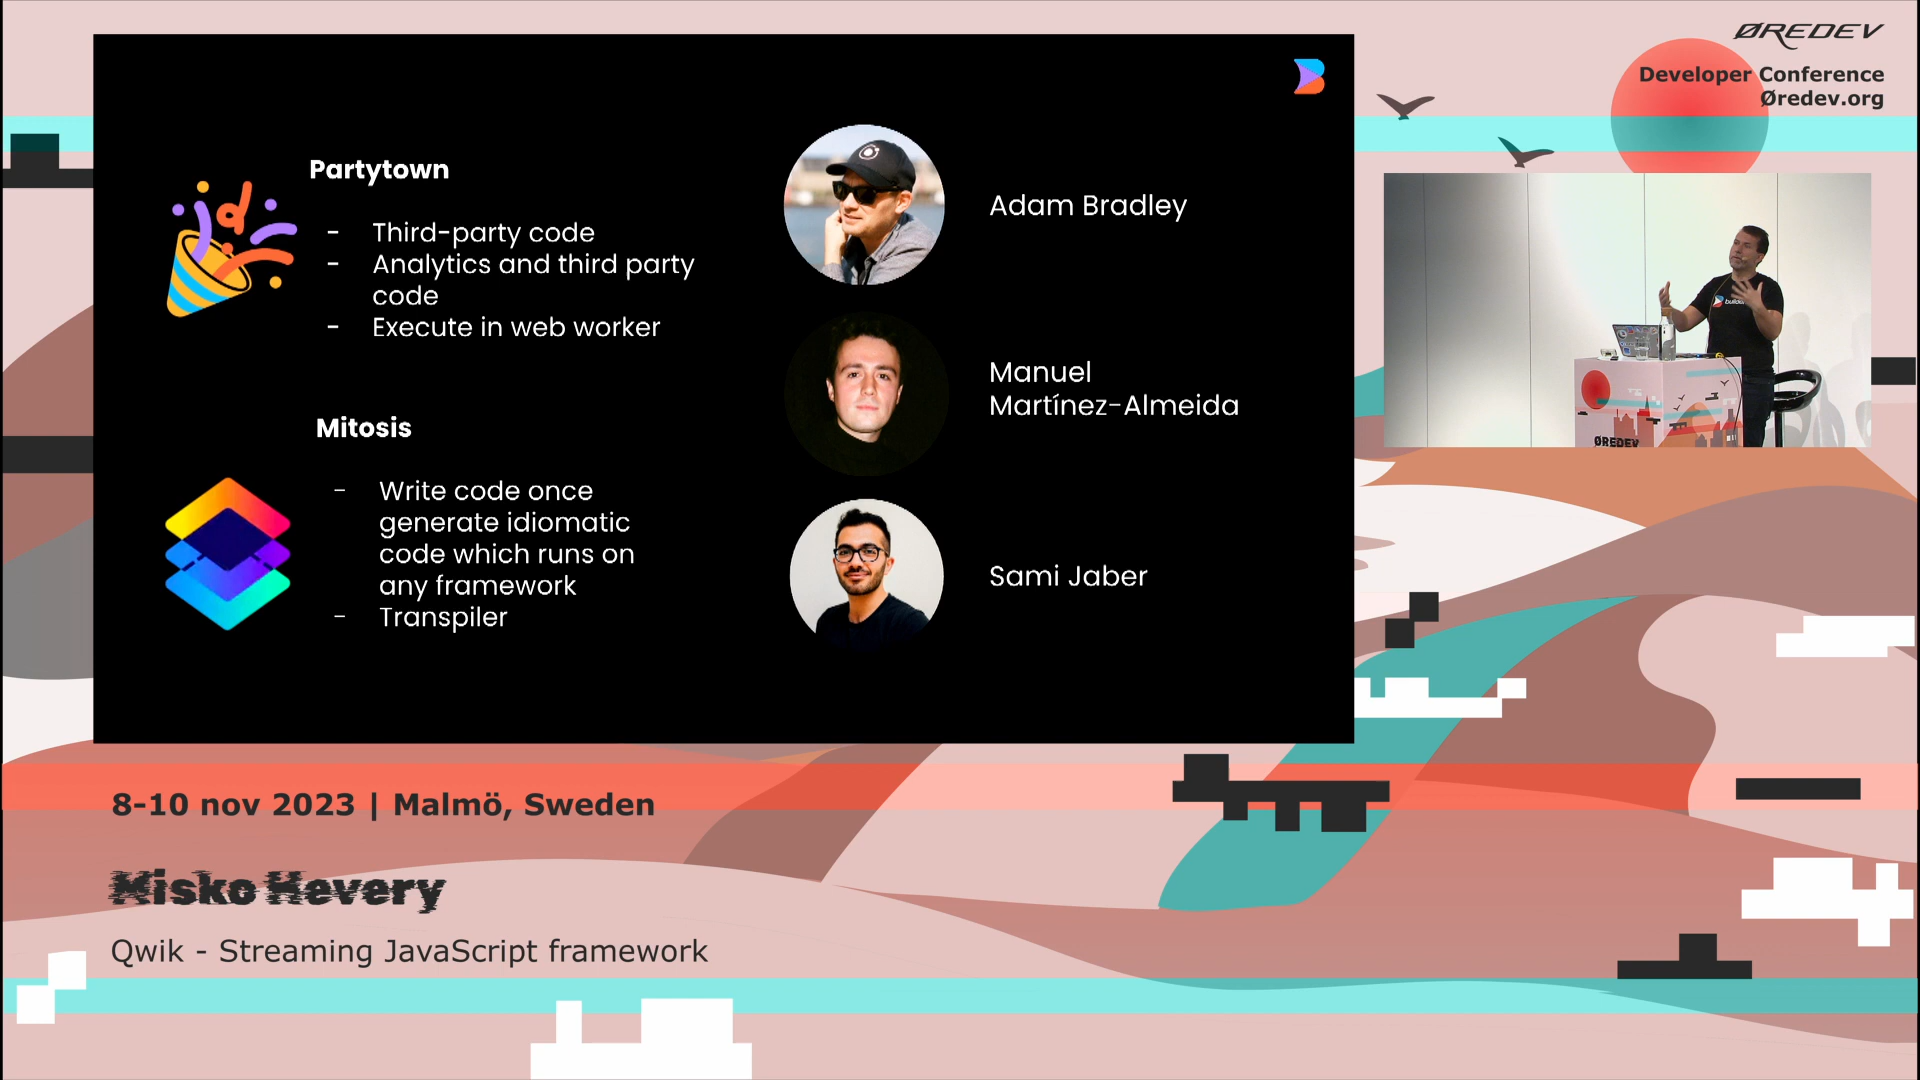 ØREDEV
Developer Conference
Øredev.org
Partytown
- Third-party code
- Analytics and third party
code
- Execute in web worker
Mitosis
- Write code once
generate idiomatic
code which runs on
any framework
- Transpiler
Adam Bradley
Manuel
Martínez-Almeida
Sami Jaber
ØREDEV
8-10 nov 2023 | Malmö, Sweden
Misko Hevery
Qwik - Streaming JavaScript framework